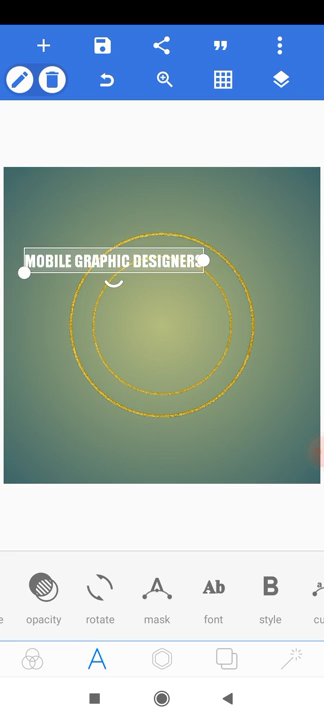 MOBILE GRAPHIC DESIGNERS
opacity
rotate
mask
Ab
font
B
style
A